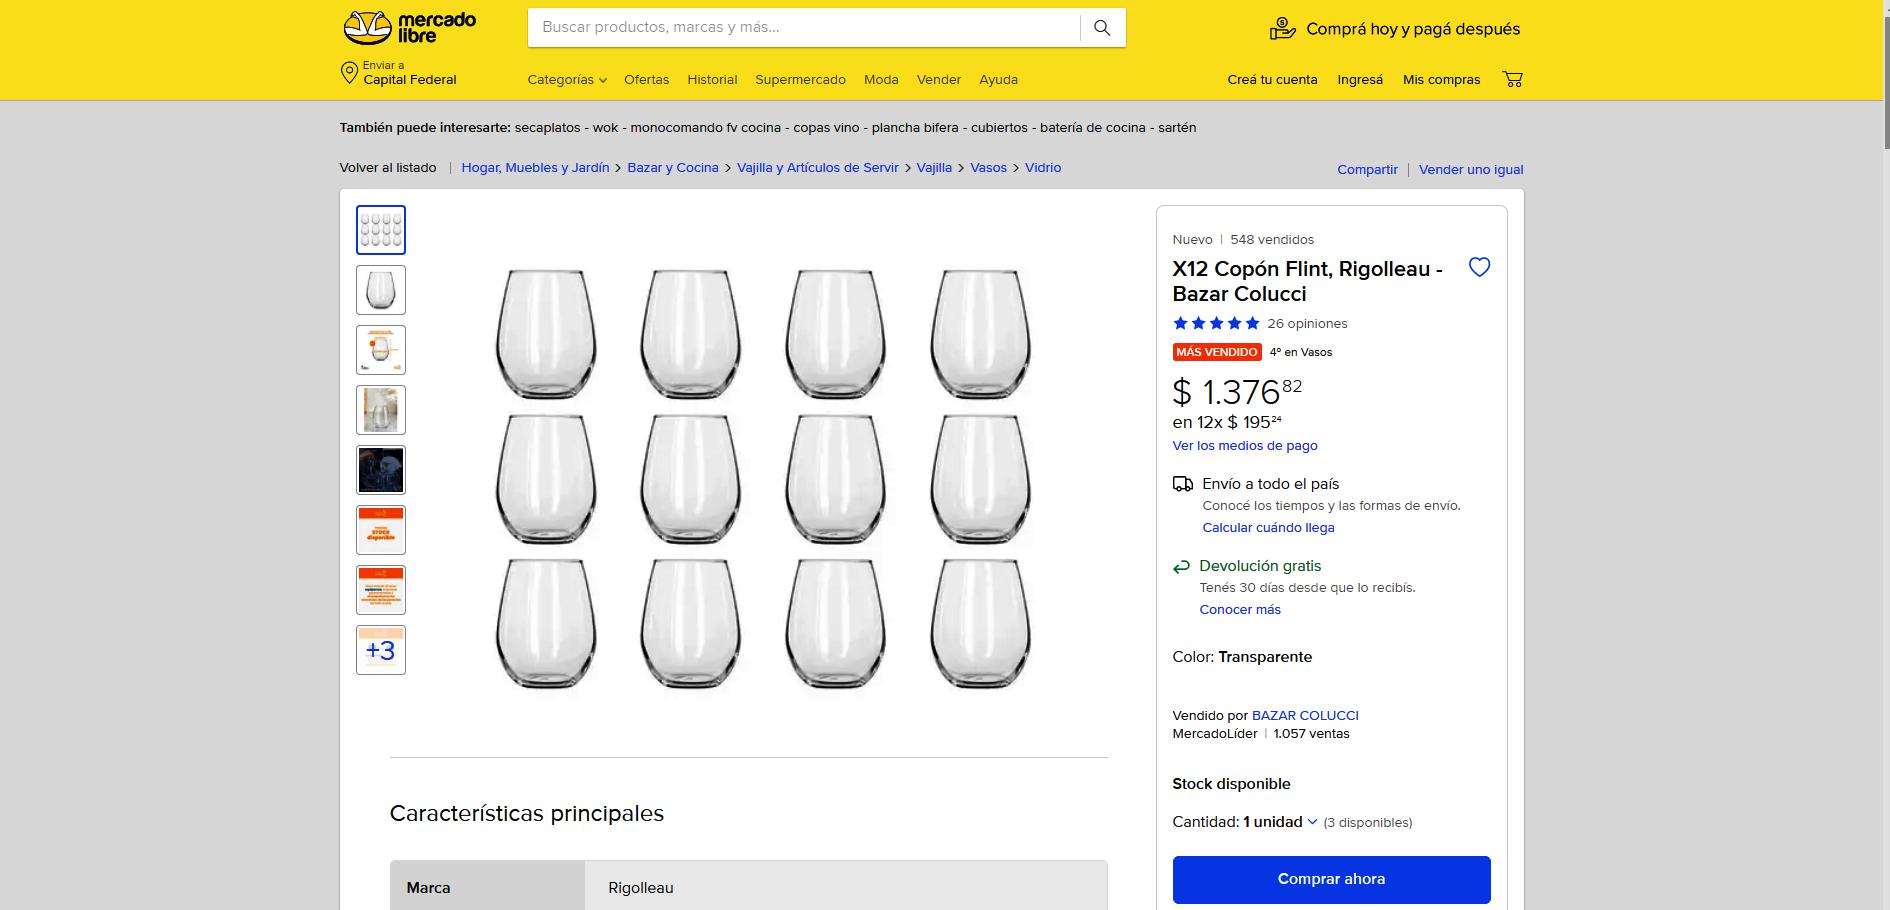 mercado
libre
Buscar productos, marcas y más...
Comprá hoy y pagá después
Enviar a
Capital Federal
Categorías Ofertas Historial Supermercado Moda Vender Ayuda
Creá tu cuenta Ingresá Mis compras
También puede interesarte: secaplatos - wok - monocomando fv cocina - copas vino - plancha bifera - cubiertos - batería de cocina - sartén
Volver al listado | Hogar, Muebles y Jardín > Bazar y Cocina > Vajilla y Artículos de Servir > Vajilla > Vasos > Vidrio
Compartir | Vender uno igual
+3
Nuevo | 548 vendidos
X12 Copón Flint, Rigolleau -
Bazar Colucci
26 opiniones
MÁS VENDIDO 4º en Vasos
$ 1.376 82
en 12x $ 195 24
Ver los medios de pago
Envío a todo el país
Conocé los tiempos y las formas de envío.
Calcular cuándo llega
Devolución gratis
Tenés 30 días desde que lo recibís.
Conocer más
Color: Transparente
Vendido por BAZAR COLUCCI
MercadoLíder | 1.057 ventas
Stock disponible
Cantidad: 1 unidad (3 disponibles)
Comprar ahora
Características principales
Marca Rigolleau